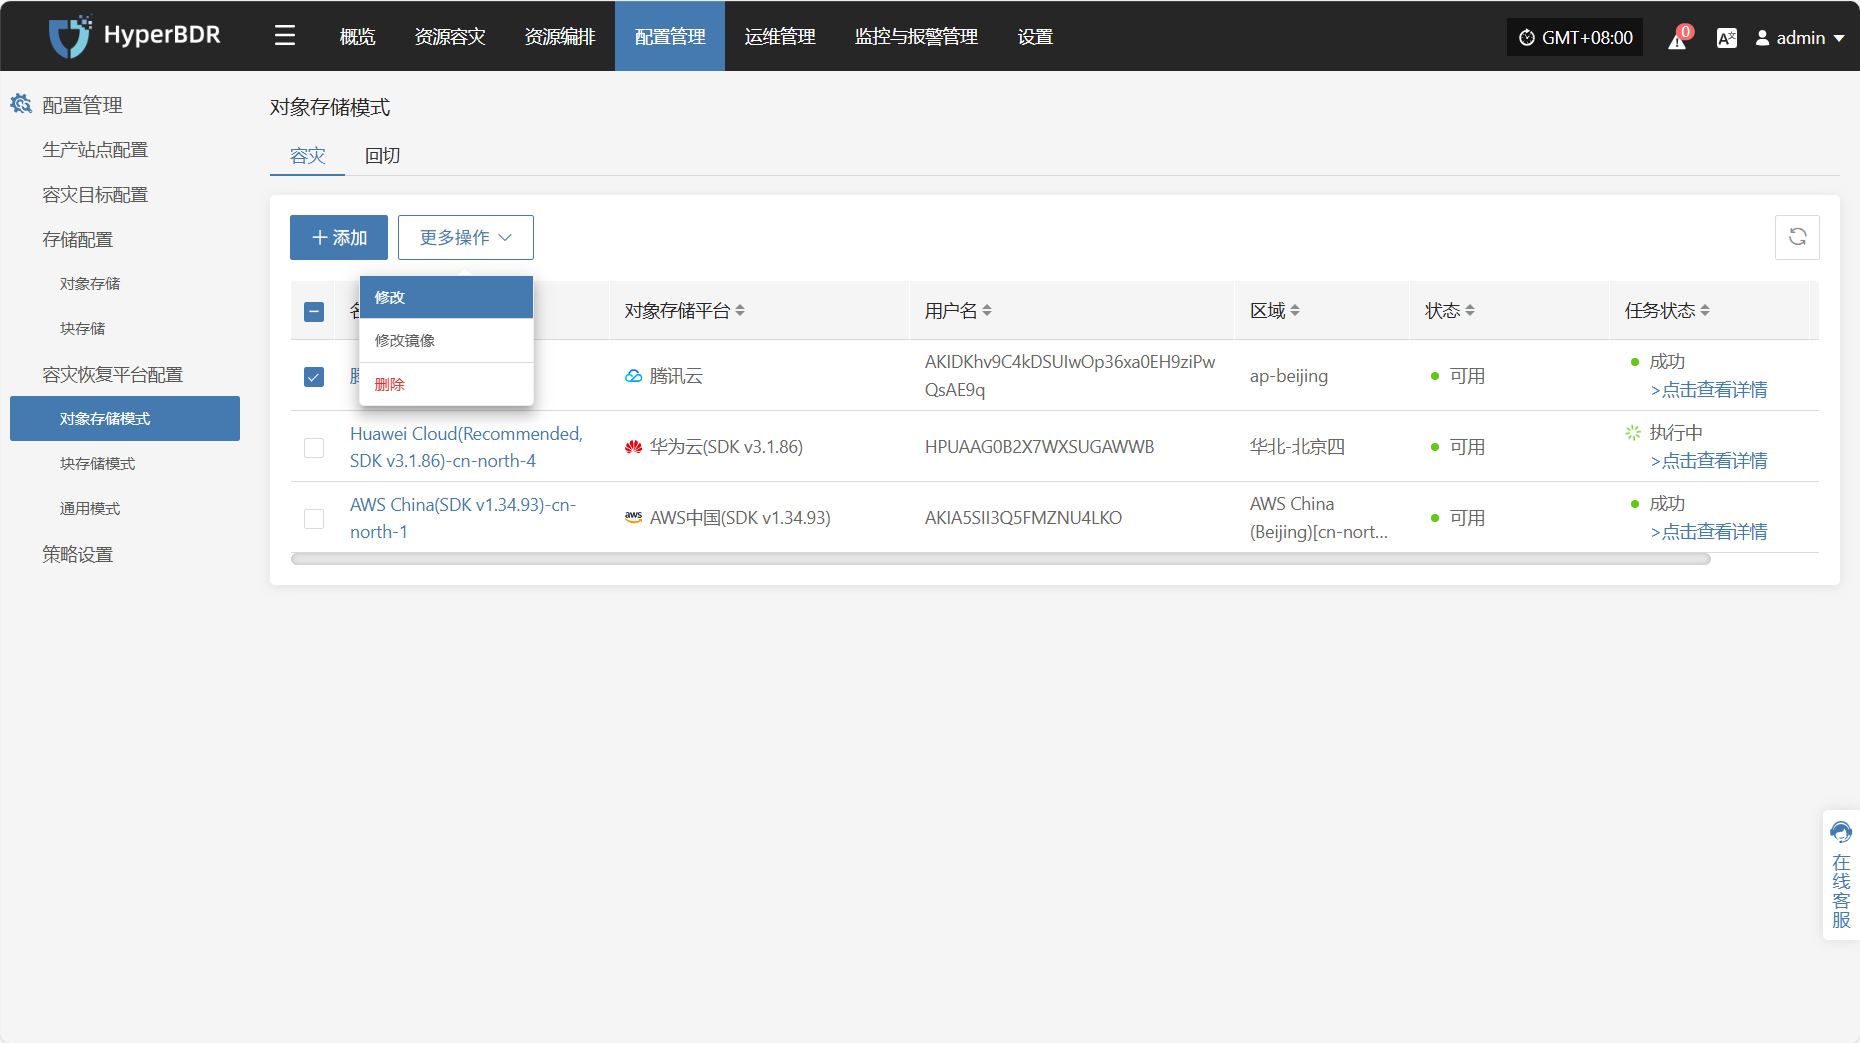 HyperBDR
概览
资源容灾
资源编排
配置管理
运维管理
监控与报警管理
设置
GMT+08:00
0
admin
配置管理
生产站点配置
容灾目标配置
存储配置
对象存储
块存储
容灾恢复平台配置
对象存储模式
块存储模式
通用模式
策略设置
对象存储模式
容灾
回切
添加
更多操作
修改
修改镜像
删除
对象存储平台
用户名
区域
状态
任务状态
腾讯云
AKIDKhv9C4kDSUIwOp36xa0EH9ziPw
QsAE9q
ap-beijing
可用
成功
>点击查看详情
Huawei Cloud(Recommended,
SDK v3.1.86)-cn-north-4
华为云(SDK v3.1.86)
HPUAAG0B2X7WXSUGAWWB
华北-北京四
可用
执行中
>点击查看详情
AWS China(SDK v1.34.93)-cn-
north-1
aws
AWS中国(SDK v1.34.93)
AKIA5SII3Q5FMZNU4LKO
AWS China
(Beijing)[cn-nort...
可用
成功
>点击查看详情
在线客服